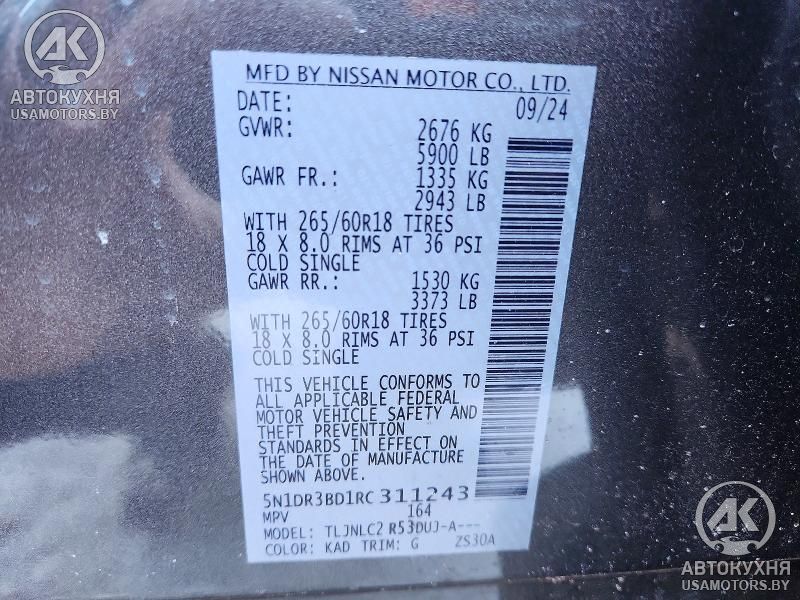 AK
АВТОКУХНЯ
USAMOTORS.BY
MFD BY NISSAN MOTOR CO., LTD.
DATE: 09/24
GVWR: 2676 KG
5900 LB
GAWR FR.: 1335 KG
2943 LB
WITH 265/60R18 TIRES
18 X 8.0 RIMS AT 36 PSI
COLD SINGLE
GAWR RR.: 1530 KG
3373 LB
WITH 265/60R18 TIRES
18 X 8.0 RIMS AT 36 PSI
COLD SINGLE
THIS VEHICLE CONFORMS TO
ALL APPLICABLE FEDERAL
MOTOR VEHICLE SAFETY AND
THEFT PREVENTION
STANDARDS IN EFFECT ON
THE DATE OF MANUFACTURE
SHOWN ABOVE.
5N1DR3BD1RC311243
MPV 164
MODEL: TLJNLC2 R53DUJ-A---
COLOR: KAD TRIM: G ZS30A
AK
АВТОКУХНЯ
USAMOTORS.BY